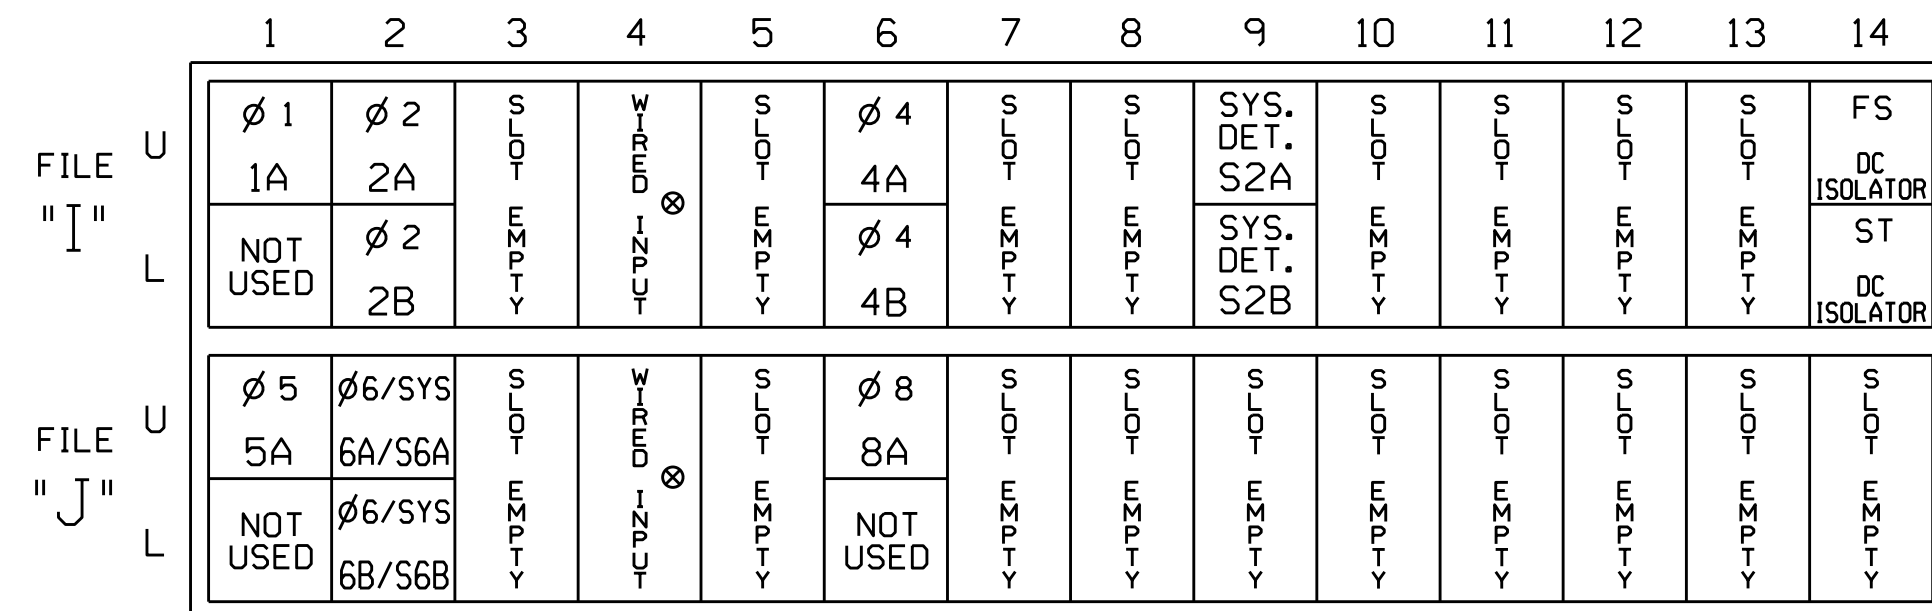 1 2 3 4 5 6 7 8 9 10 11 12 13 14
FILE "I"
U
L
Ø 1
1A
NOT
USED
Ø 2
2A
Ø 2
2B
SLOT EMPTY
WIRED INPUT
SLOT EMPTY
Ø 4
4A
Ø 4
4B
SLOT EMPTY
SLOT EMPTY
SYS.
DET.
S2A
SYS.
DET.
S2B
SLOT EMPTY
SLOT EMPTY
SLOT EMPTY
SLOT EMPTY
FS
DC
ISOLATOR
ST
DC
ISOLATOR
FILE "J"
U
L
Ø 5
5A
NOT
USED
Ø6/SYS
6A/S6A
Ø6/SYS
6B/S6B
SLOT EMPTY
WIRED INPUT
SLOT EMPTY
Ø 8
8A
NOT
USED
SLOT EMPTY
SLOT EMPTY
SLOT EMPTY
SLOT EMPTY
SLOT EMPTY
SLOT EMPTY
SLOT EMPTY
SLOT EMPTY